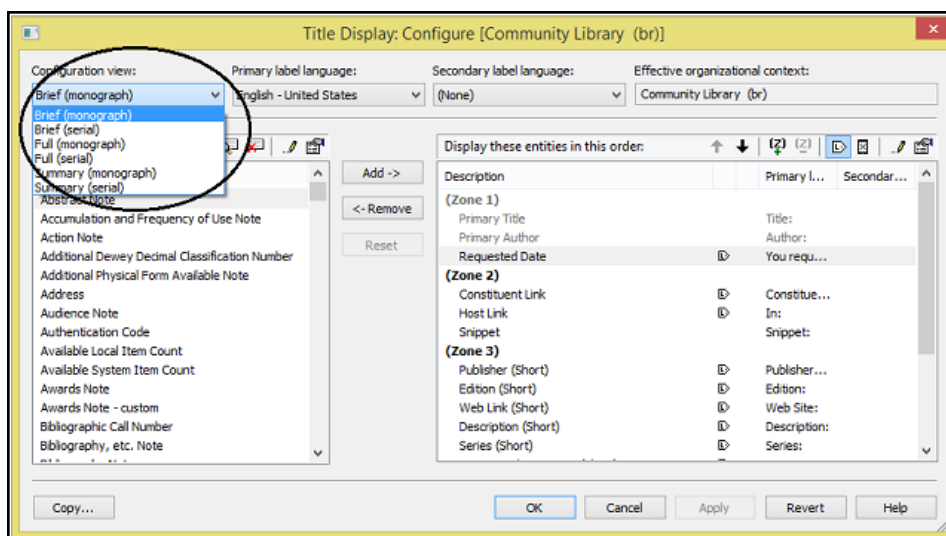 Title Display: Configure [Community Library (br)]
Configuration view:
Primary label language:
Secondary label language:
Effective organizational context:
Brief (monograph)
English - United States
(None)
Community Library (br)
Brief (monograph)
Brief (serial)
Full (monograph)
Full (serial)
Summary (monograph)
Summary (serial)
Abstract Note
Accumulation and Frequency of Use Note
Action Note
Additional Dewey Decimal Classification Number
Additional Physical Form Available Note
Address
Audience Note
Authentication Code
Available Local Item Count
Available System Item Count
Awards Note
Awards Note - custom
Bibliographic Call Number
Bibliography, etc. Note
Add ->
<- Remove
Reset
Display these entities in this order:
Description Primary l... Secondar...
(Zone 1)
Primary Title Title:
Primary Author Author:
Requested Date You requ...
(Zone 2)
Constituent Link Constitue...
Host Link In:
Snippet Snippet:
(Zone 3)
Publisher (Short) Publisher...
Edition (Short) Edition:
Web Link (Short) Web Site:
Description (Short) Description:
Series (Short) Series:
Copy...
OK
Cancel
Apply
Revert
Help